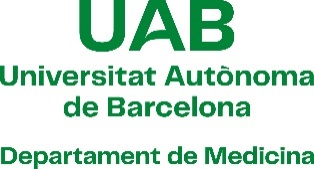 UAB
Universitat Autònoma
de Barcelona
Departament de Medicina